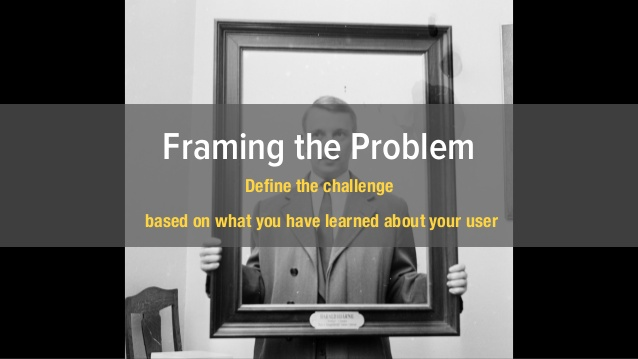 Framing the Problem
Define the challenge
based on what you have learned about your user